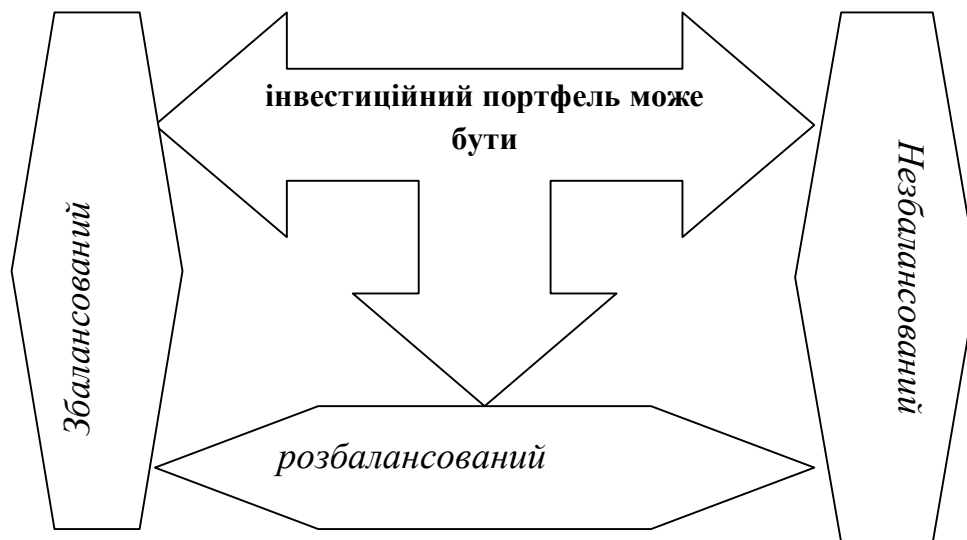 інвестиційний портфель може
бути
Збалансований
Незбалансований
розбалансований